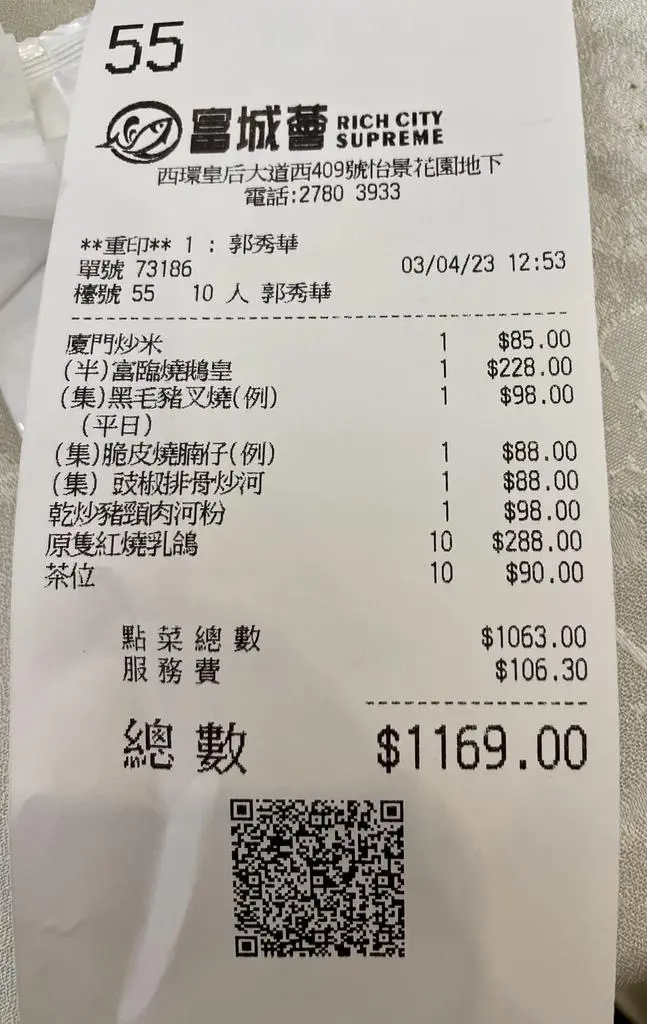 55
富城薈 RICH CITY SUPREME
西環皇后大道西409號怡景花園地下
電話:2780 3933
**重印** 1 : 郭秀華
單號 73186 03/04/23 12:53
檯號 55 10 人 郭秀華
廈門炒米 1 $85.00
(半)富臨燒鵝皇 1 $228.00
(集)黑毛豬叉燒(例) 1 $98.00
(平日)
(集)脆皮燒腩仔(例) 1 $88.00
(集) 豉椒排骨炒河 1 $88.00
乾炒豬頸肉河粉 1 $98.00
原隻紅燒乳鴿 10 $288.00
茶位 10 $90.00
點菜總數 $1063.00
服務費 $106.30
總數 $1169.00